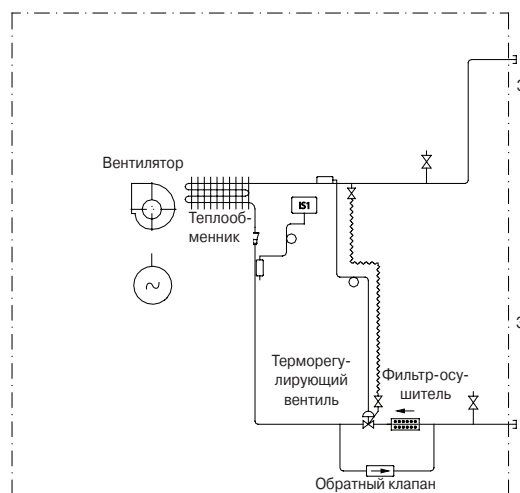 Вентилятор
IS1
Теплооб-
менник
Терморегу-
лирующий
вентиль
Фильтр-осу-
шитель
Обратный клапан